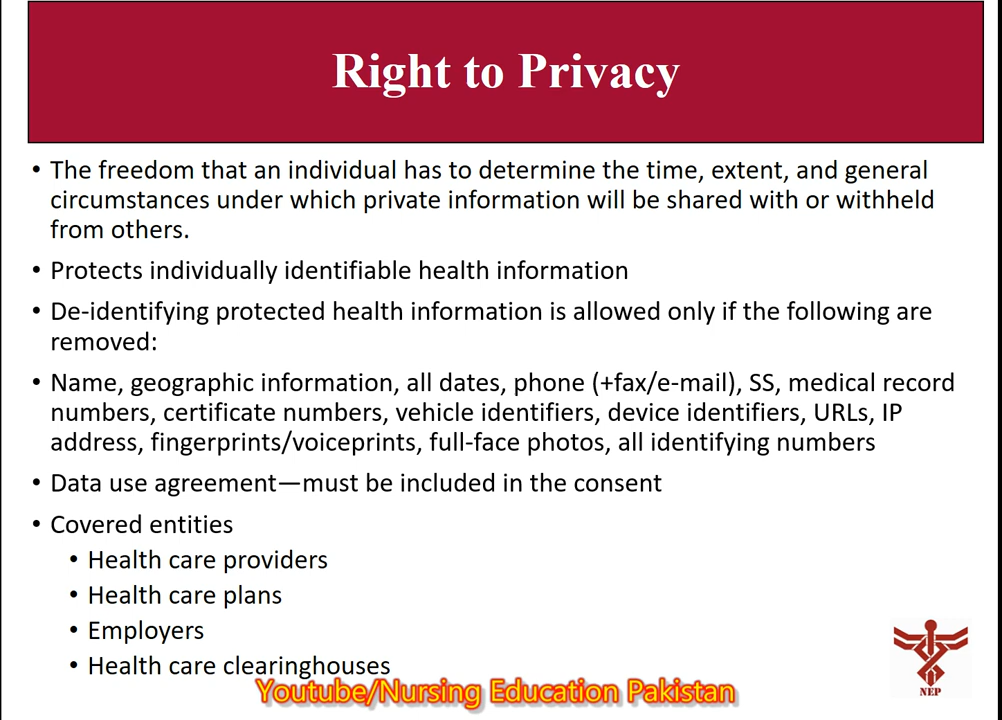 Right to Privacy
• The freedom that an individual has to determine the time, extent, and general
circumstances under which private information will be shared with or withheld
from others.
• Protects individually identifiable health information
• De-identifying protected health information is allowed only if the following are
removed:
• Name, geographic information, all dates, phone (+fax/e-mail), SS, medical record
numbers, certificate numbers, vehicle identifiers, device identifiers, URLs, IP
address, fingerprints/voiceprints, full-face photos, all identifying numbers
• Data use agreement—must be included in the consent
• Covered entities
• Health care providers
• Health care plans
• Employers
• Health care clearinghouses
Youtube/Nursing Education Pakistan
NEP